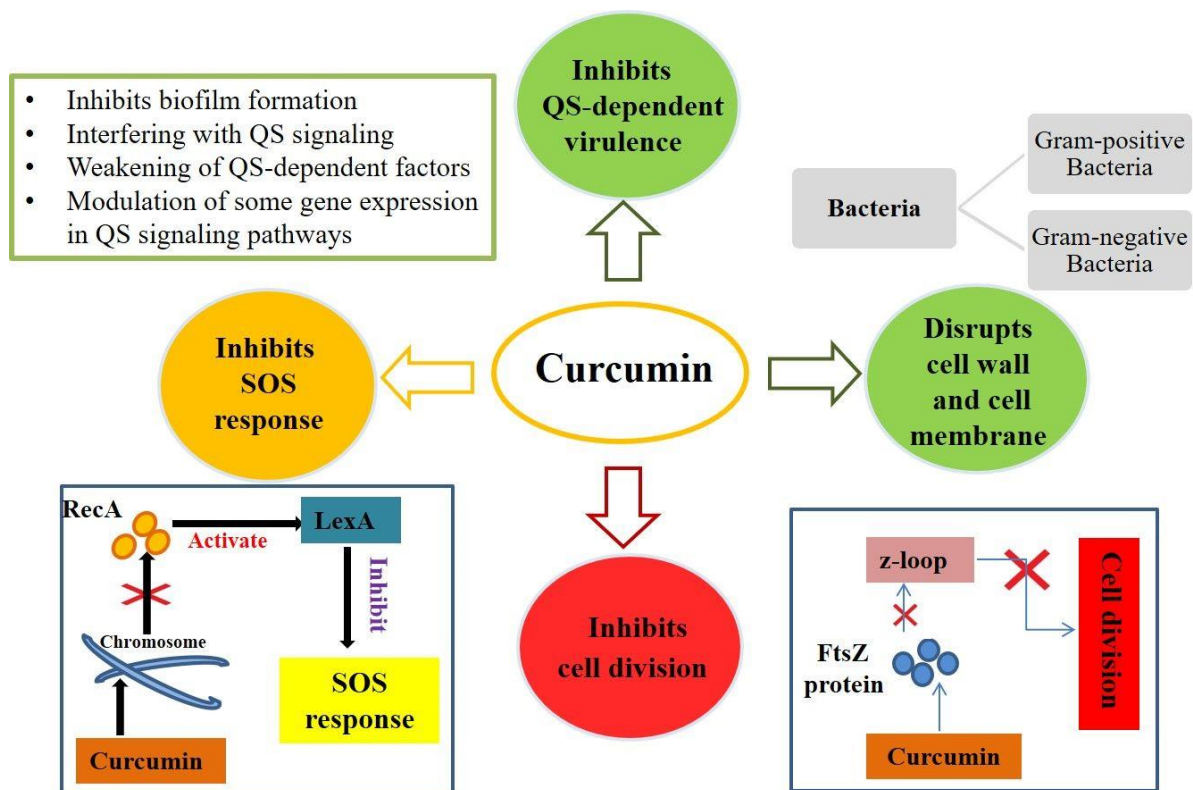 • Inhibits biofilm formation
• Interfering with QS signaling
• Weakening of QS-dependent factors
• Modulation of some gene expression
in QS signaling pathways
Inhibits
QS-dependent
virulence
Bacteria
Gram-positive
Bacteria
Gram-negative
Bacteria
Inhibits
SOS
response
Curcumin
Disrupts
cell wall
and cell
membrane
RecA
Activate
LexA
Inhibit
Chromosome
SOS
response
Curcumin
Inhibits
cell division
z-loop
FtsZ
protein
Curcumin
Cell division